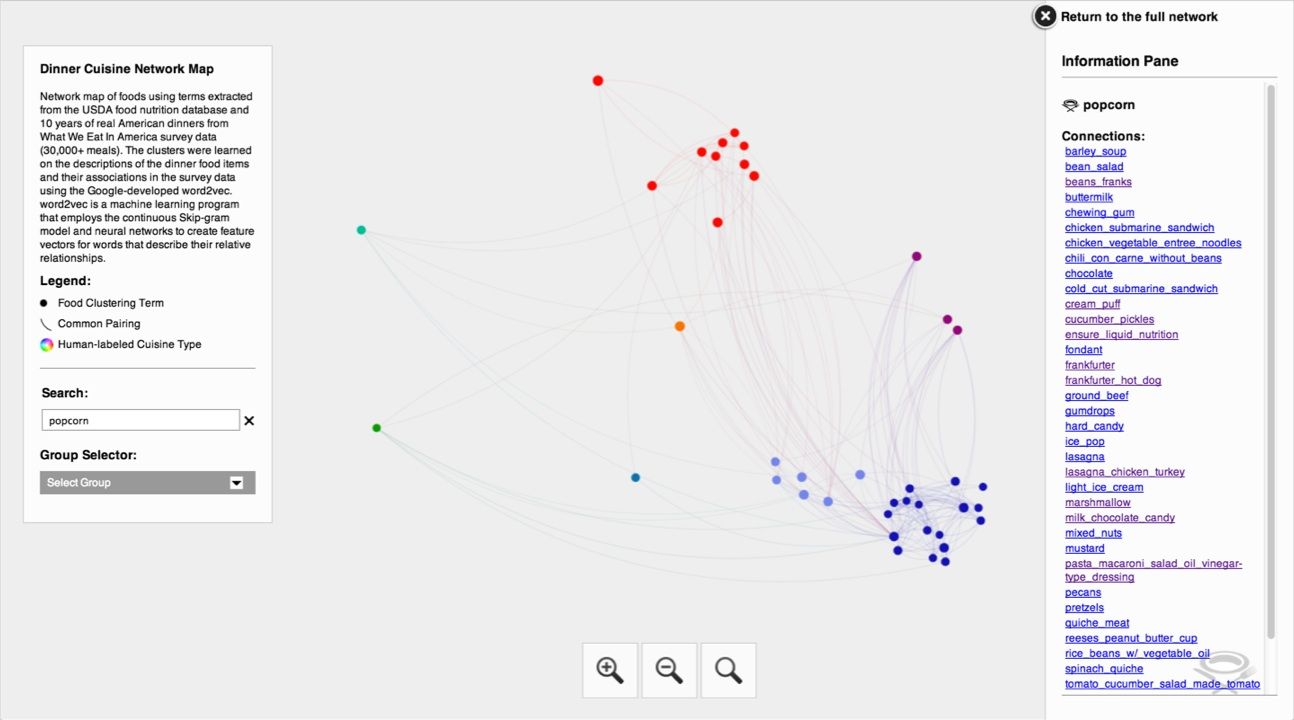 Return to the full network
Dinner Cuisine Network Map
Network map of foods using terms extracted
from the USDA food nutrition database and
10 years of real American dinners from
What We Eat In America survey data
(30,000+ meals). The clusters were learned
on the descriptions of the dinner food items
and their associations in the survey data
using the Google-developed word2vec.
word2vec is a machine learning program
that employs the continuous Skip-gram
model and neural networks to create feature
vectors for words that describe their relative
relationships.
Legend:
Food Clustering Term
Common Pairing
Human-labeled Cuisine Type
Search:
popcorn
Group Selector:
Select Group
Information Pane
popcorn
Connections:
barley_soup
bean_salad
beans_franks
buttermilk
chewing_gum
chicken_submarine_sandwich
chicken_vegetable_entree_noodles
chili_con_carne_without_beans
chocolate
cold_cut_submarine_sandwich
cream_puff
cucumber_pickles
ensure_liquid_nutrition
fondant
frankfurter
frankfurter_hot_dog
ground_beef
gumdrops
hard_candy
ice_pop
lasagna
lasagna_chicken_turkey
light_ice_cream
marshmallow
milk_chocolate_candy
mixed_nuts
mustard
pasta_macaroni_salad_oil_vinegar-
type_dressing
pecans
pretzels
quiche_meat
reeses_peanut_butter_cup
rice_beans_w/_vegetable_oil
spinach_quiche
tomato_cucumber_salad_made_tomato